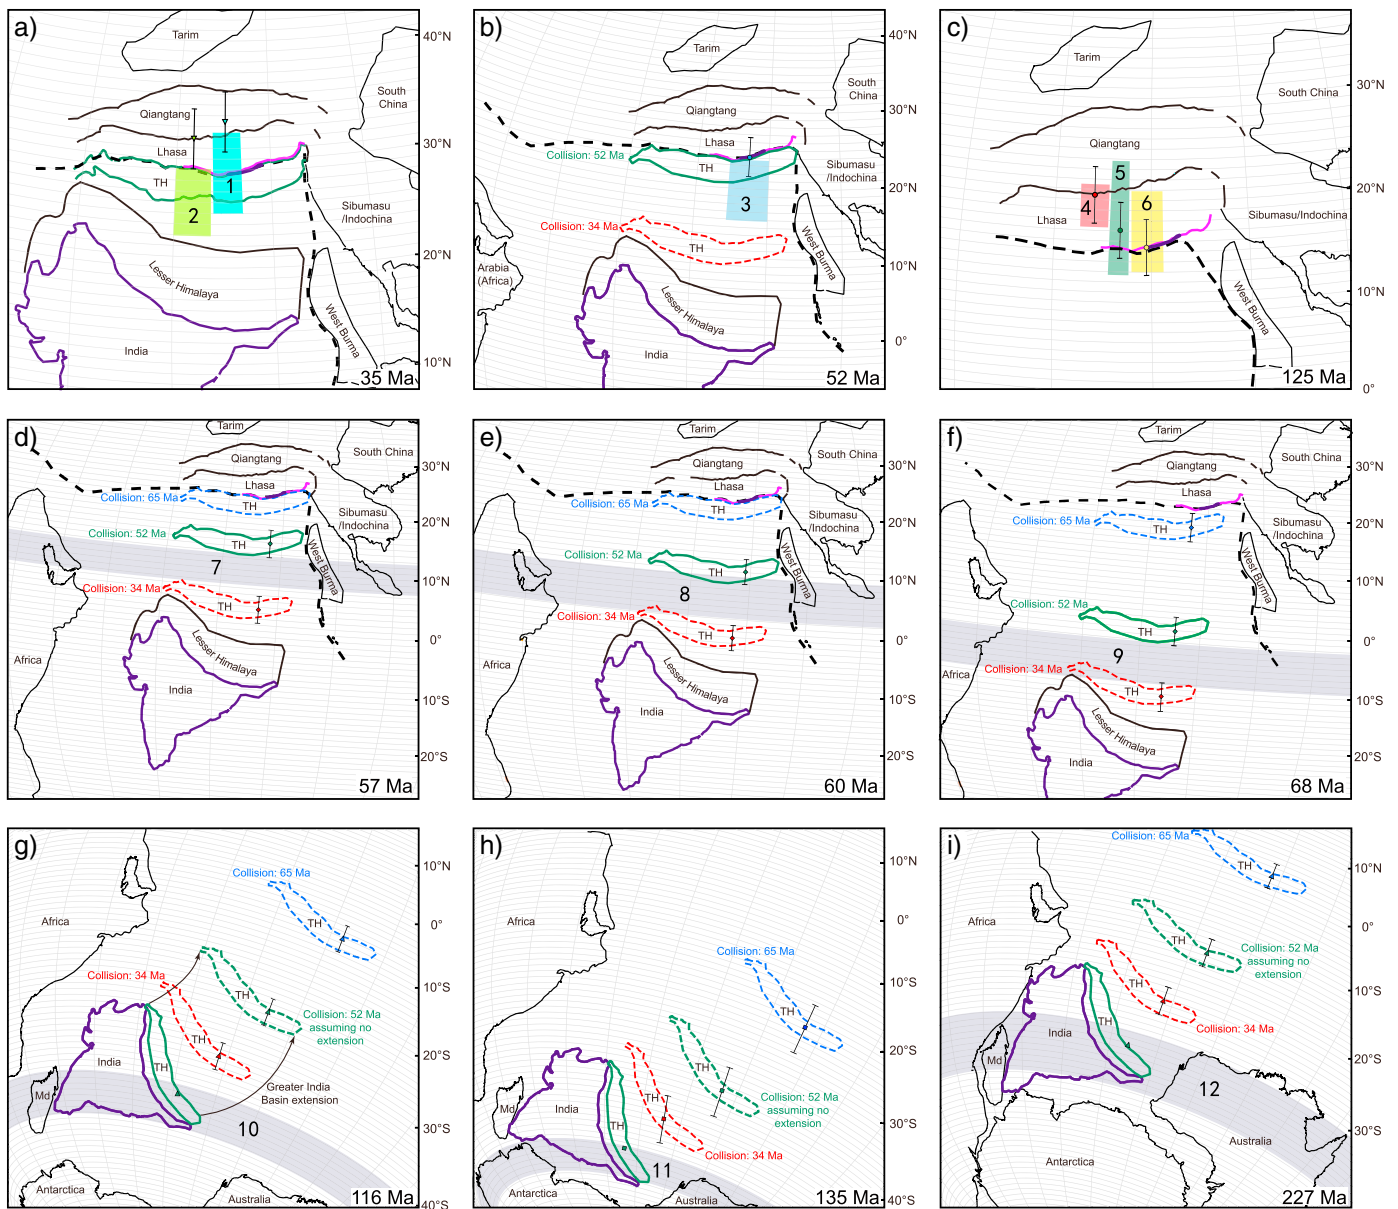 a)
Tarim
40°N
South
China
Qiangtang
30°N
Lhasa
TH
1
2
Sibumasu
/Indochina
20°N
Lesser Himalaya
West Burma
India
10°N
35 Ma
b)
Tarim
40°N
South
China
30°N
Qiangtang
Lhasa
Collision: 52 Ma
TH
Sibumasu
/Indochina
20°N
3
Collision: 34 Ma
TH
West Burma
10°N
Arabia
(Africa)
Lesser Himalaya
India
0°
52 Ma
c)
Tarim
30°N
South China
Qiangtang
5
20°N
4
6
Lhasa
Sibumasu/Indochina
10°N
West Burma
125 Ma
0°
d)
Tarim
South China
Qiangtang
30°N
Lhasa
Collision: 65 Ma
TH
Sibumasu
/Indochina
20°N
Collision: 52 Ma
TH
7
West Burma
10°N
Collision: 34 Ma
TH
0°
Lesser Himalaya
Africa
India
10°S
20°S
57 Ma
e)
Tarim
South China
Qiangtang
30°N
Lhasa
Collision: 65 Ma
TH
Sibumasu
/Indochina
20°N
Collision: 52 Ma
TH
8
West Burma
10°N
Collision: 34 Ma
TH
0°
Lesser Himalaya
Africa
India
10°S
20°S
60 Ma
f)
Tarim
South China
Qiangtang
30°N
Lhasa
Collision: 65 Ma
TH
Sibumasu
/Indochina
20°N
West Burma
10°N
Collision: 52 Ma
TH
0°
9
Collision: 34 Ma
TH
Africa
10°S
Lesser Himalaya
India
20°S
68 Ma
g)
10°N
Collision: 65 Ma
Africa
TH
0°
Collision: 34 Ma
10°S
TH
Collision: 52 Ma
assuming no
extension
TH
India
TH
20°S
Md
Greater India
Basin extension
10
30°S
Antarctica
Australia
116 Ma
40°S
h)
10°N
Africa
0°
Collision: 65 Ma
10°S
TH
20°S
TH
Md
India
TH
TH
Collision: 52 Ma
assuming no
extension
30°S
Collision: 34 Ma
11
Antarctica
Australia
135 Ma
40°S
i)
Collision: 65 Ma
TH
10°N
Africa
0°
TH
Collision: 52 Ma
assuming no
extension
TH
10°S
India
TH
Collision: 34 Ma
Md
20°S
12
30°S
Australia
Antarctica
227 Ma